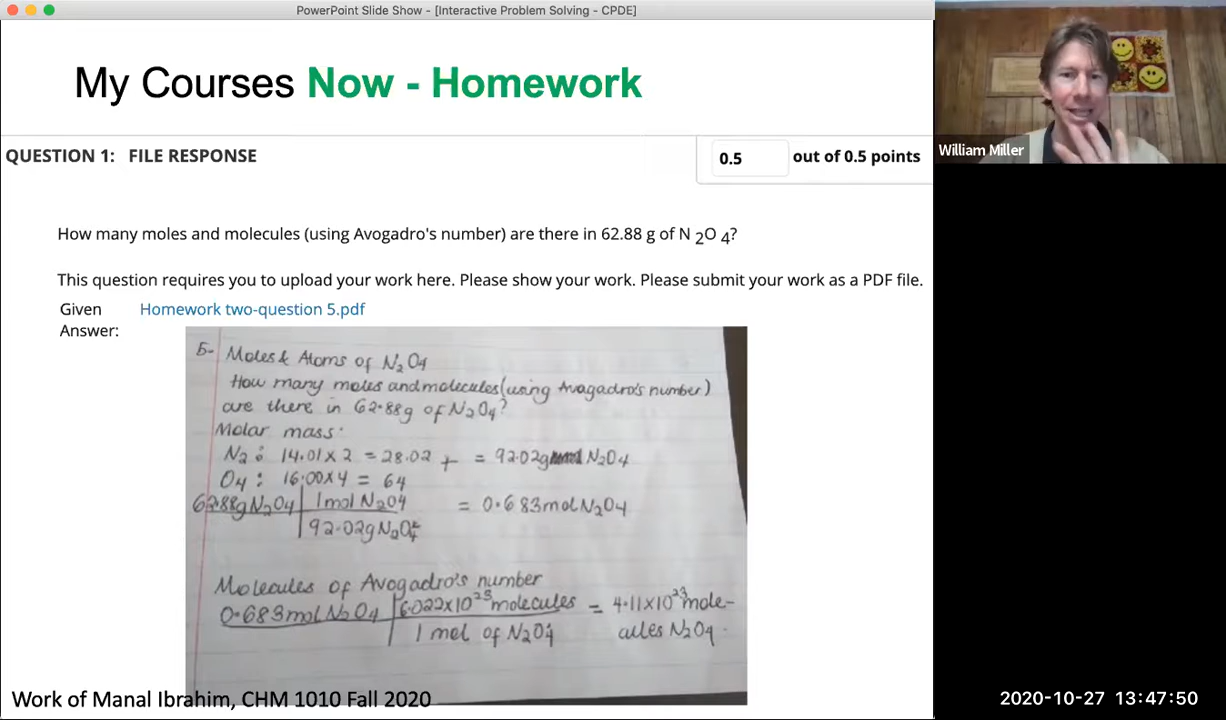 PowerPoint Slide Show - [Interactive Problem Solving - CPDE]
My Courses Now - Homework
QUESTION 1: FILE RESPONSE
0.5 out of 0.5 points
William Miller
How many moles and molecules (using Avogadro's number) are there in 62.88 g of N 2O 4?
This question requires you to upload your work here. Please show your work. Please submit your work as a PDF file.
Given Homework two-question 5.pdf
Answer:
5- Moles & Atoms of N₂O₄
How many moles and molecules (using Avagadro's number)
are there in 62.88g of N₂O₄?
Molar mass:
N₂: 14.01 x 2 = 28.02 + = 92.02g N₂O₄
O₄: 16.00 x 4 = 64
62.88g N₂O₄ | 1 mol N₂O4 = 0.683 mol N₂O₄
92.02g N₂O₄
Molecules of Avogadro's number
0.683 mol N₂O₄ | 6.022x10²³ molecules = 4.11x10²³ mole-
1 mol of N₂O₄ cules N₂O₄.
Work of Manal Ibrahim, CHM 1010 Fall 2020
2020-10-27 13:47:50